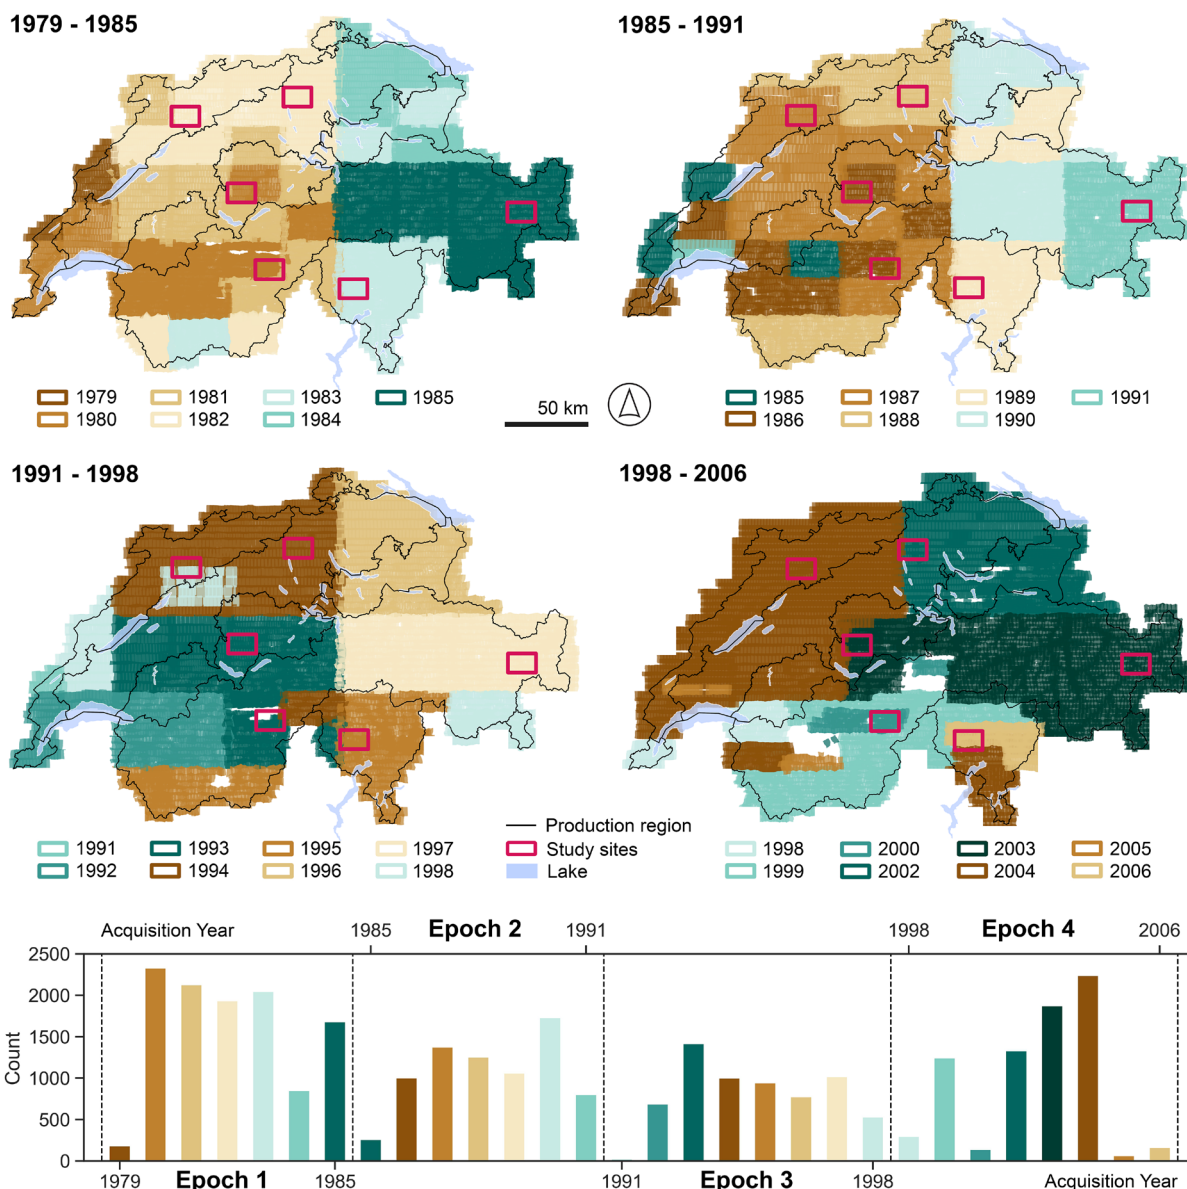 1979 - 1985
1985 - 1991
1979 1981 1983 1985
1980 1982 1984
50 km
1985 1987 1989 1991
1986 1988 1990
1991 - 1998
1998 - 2006
1991 1993 1995 1997
1992 1994 1996 1998
Production region
Study sites
Lake
1998 2000 2003 2005
1999 2002 2004 2006
Acquisition Year 1985 Epoch 2 1991 1998 Epoch 4 2006
2500
2000
1500
1000
500
0
Count
1979 Epoch 1 1985 1991 Epoch 3 1998 Acquisition Year